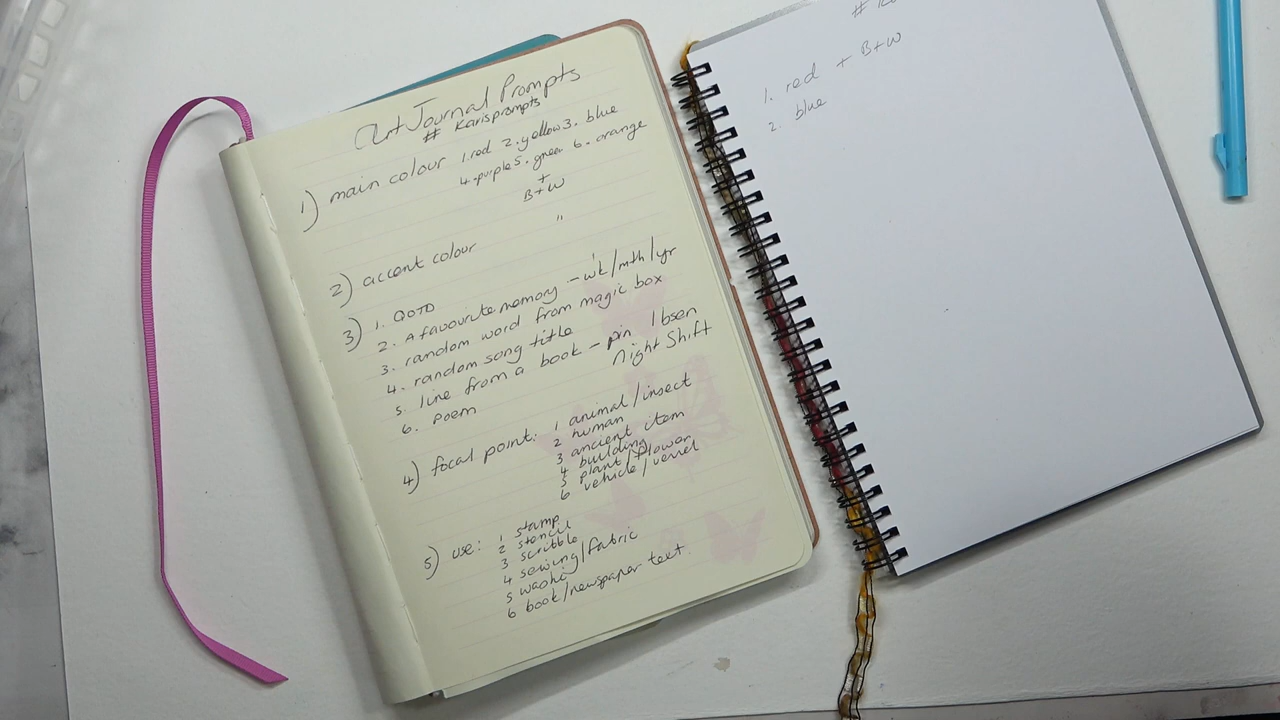 Art Journal Prompts
# Karisprompts
1) main colour 1.red 2.yellow 3. blue
4.purple 5. green 6. orange
+
B+W
2) accent colour "
3) 1. QOTD
2. A favourite memory - wk/mth/yr
3. random word from magic box
4. random song title
5. line from a book - pin Ibsen
Night Shift
6. Poem
4) focal point: 1 animal/insect
2 human
3 ancient item
4 building
5 plant/flower
6 vehicle/
5) use: 1 stamp
2 stencil
3 scribble
4 sewing/fabric
5 washi
6 book/newspaper text
#
1. red + B+W
2. blue